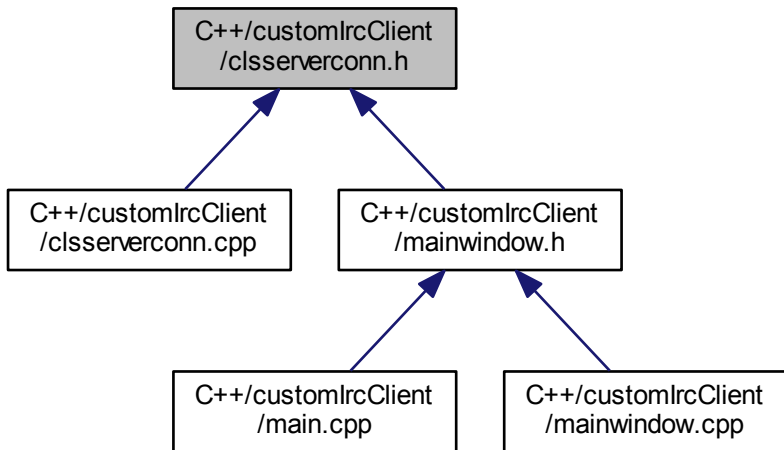 C++/customIrcClient
/clsserverconn.h
C++/customIrcClient
/clsserverconn.cpp
C++/customIrcClient
/mainwindow.h
C++/customIrcClient
/main.cpp
C++/customIrcClient
/mainwindow.cpp